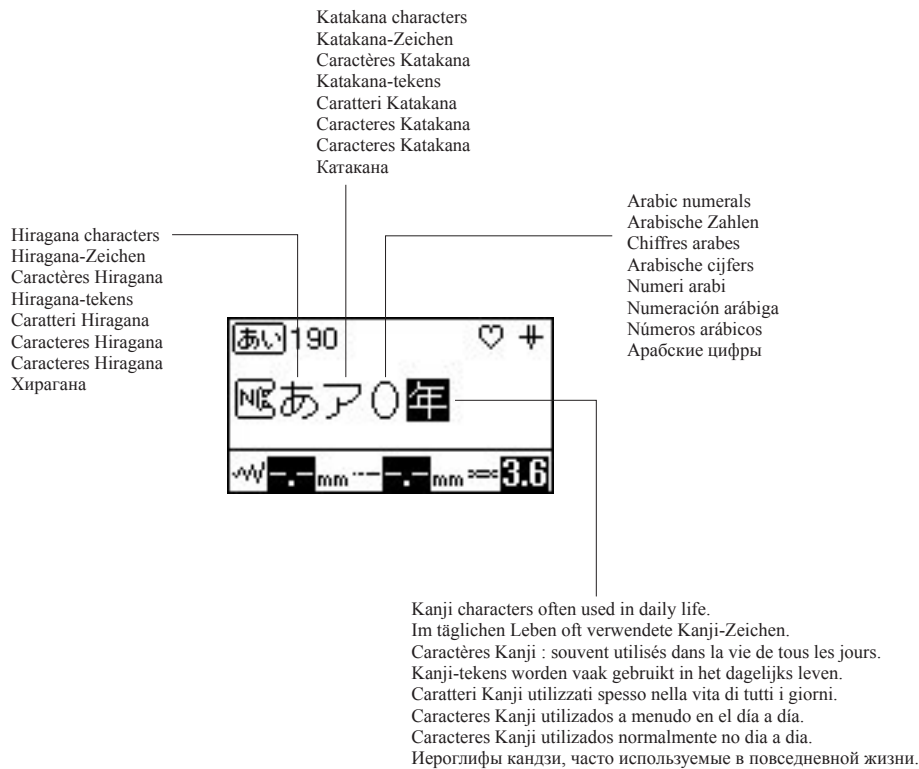 Katakana characters
Katakana-Zeichen
Caractères Katakana
Katakana-tekens
Caratteri Katakana
Caracteres Katakana
Caracteres Katakana
Катакана
Arabic numerals
Arabische Zahlen
Chiffres arabes
Arabische cijfers
Numeri arabi
Numeración arábiga
Números arábicos
Арабские цифры
Hiragana characters
Hiragana-Zeichen
Caractères Hiragana
Hiragana-tekens
Caratteri Hiragana
Caracteres Hiragana
Caracteres Hiragana
Хирагана
あい 190
あア0年
-.- mm -.- mm 3.6
Kanji characters often used in daily life.
Im täglichen Leben oft verwendete Kanji-Zeichen.
Caractères Kanji : souvent utilisés dans la vie de tous les jours.
Kanji-tekens worden vaak gebruikt in het dagelijks leven.
Caratteri Kanji utilizzati spesso nella vita di tutti i giorni.
Caracteres Kanji utilizados a menudo en el día a día.
Caracteres Kanji utilizados normalmente no dia a dia.
Иероглифы кандзи, часто используемые в повседневной жизни.